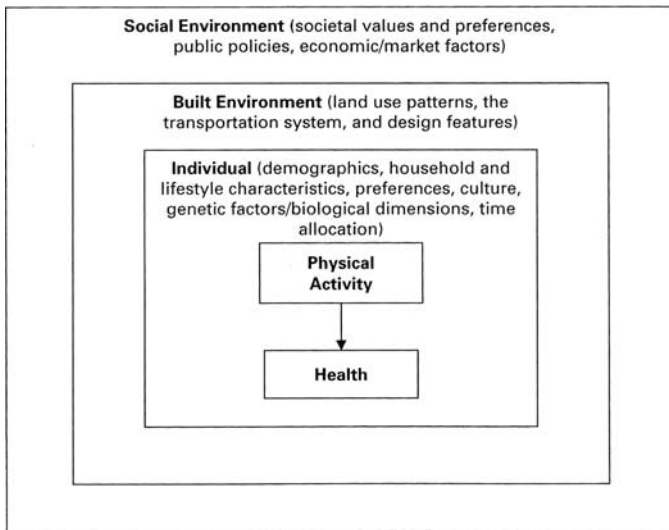 Social Environment (societal values and preferences,
public policies, economic/market factors)
Built Environment (land use patterns, the
transportation system, and design features)
Individual (demographics, household and
lifestyle characteristics, preferences, culture,
genetic factors/biological dimensions, time
allocation)
Physical
Activity
Health